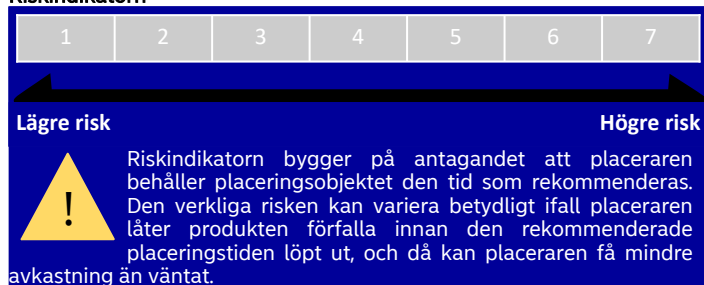 Riskindikatorn
1 2 3 4 5 6 7
Lägre risk Högre risk
Riskindikatorn bygger på antagandet att placeraren
behåller placeringsobjektet den tid som rekommenderas.
! Den verkliga risken kan variera betydligt ifall placeraren
låter produkten förfalla innan den rekommenderade
placeringstiden löpt ut, och då kan placeraren få mindre
avkastning än väntat.